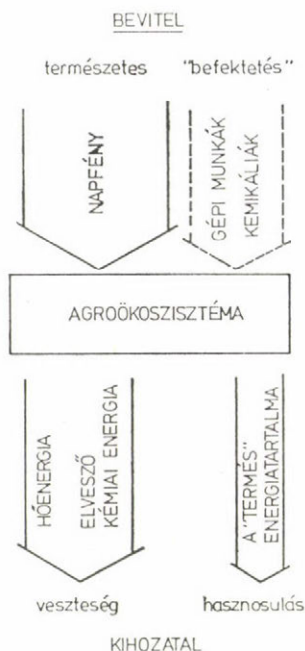 BEVITEL
természetes
"befektetés"
NAPFÉNY
GÉPI MUNKÁK
KEMIKÁLIÁK
AGROÖKOSZISZTÉMA
HŐENERGIA
ELVESZŐ
KÉMIAI ENERGIA
A "TERMÉS"
ENERGIATARTALMA
veszteség
hasznosulás
KIHOZATAL